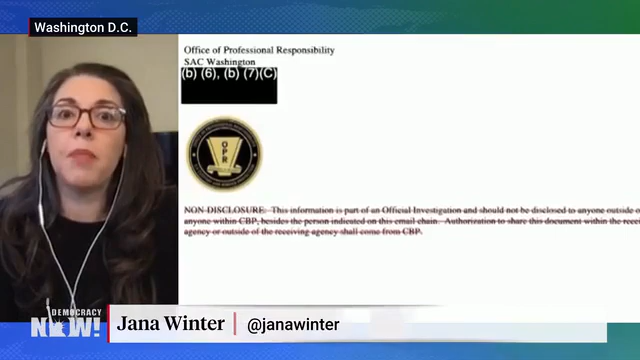 Washington D.C.
Office of Professional Responsibility
SAC Washington
(b) (6), (b) (7)(C)
OPR
NON-DISCLOSURE: This information is part of an Official Investigation and should not be disclosed to anyone outside
anyone within CBP, besides the person indicated on this email chain. Authorization to share this document within the
agency or outside of the receiving agency shall come from CBP.
DEMOCRACY
NOW!
Jana Winter @janawinter